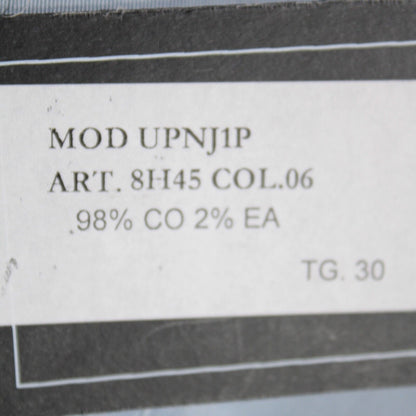 MOD UPNJ1P
ART. 8H45 COL.06
.98% CO 2% EA
TG. 30